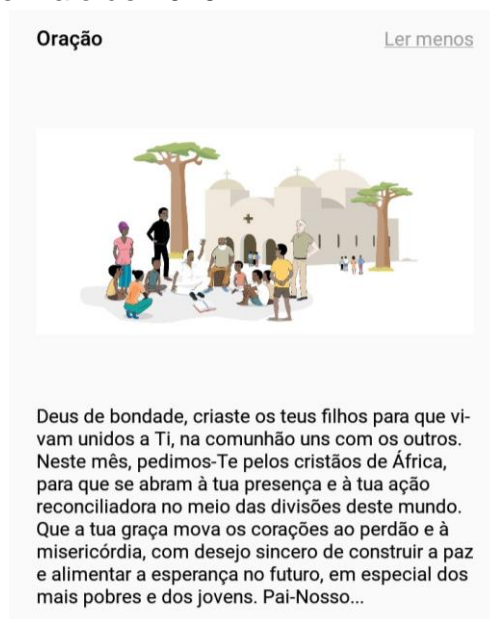 Oração
Ler menos
Deus de bondade, criaste os teus filhos para que vi-
vam unidos a Ti, na comunhão uns com os outros.
Neste mês, pedimos-Te pelos cristãos de África,
para que se abram à tua presença e à tua ação
reconciliadora no meio das divisões deste mundo.
Que a tua graça mova os corações ao perdão e à
misericórdia, com desejo sincero de construir a paz
e alimentar a esperança no futuro, em especial dos
mais pobres e dos jovens. Pai-Nosso...